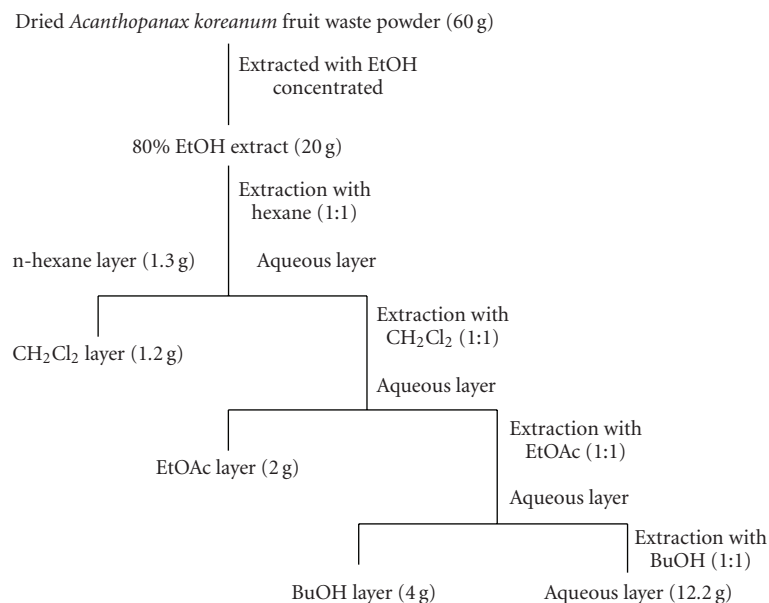 Dried Acanthopanax koreanum fruit waste powder (60 g)
Extracted with EtOH
concentrated
80% EtOH extract (20 g)
Extraction with
hexane (1:1)
n-hexane layer (1.3 g)
Aqueous layer
Extraction with
CH₂Cl₂ (1:1)
CH₂Cl₂ layer (1.2 g)
Aqueous layer
Extraction with
EtOAc (1:1)
EtOAc layer (2 g)
Aqueous layer
Extraction with
BuOH (1:1)
BuOH layer (4 g)
Aqueous layer (12.2 g)